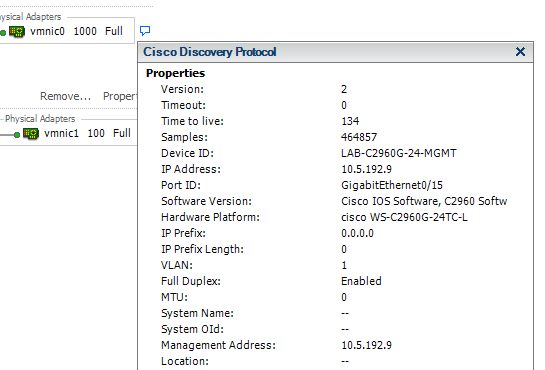 ysical Adapters
vmnic0 1000 Full
Cisco Discovery Protocol
Properties
Version: 2
Timeout: 0
Time to live: 134
Samples: 464857
Device ID: LAB-C2960G-24-MGMT
IP Address: 10.5.192.9
Port ID: GigabitEthernet0/15
Software Version: Cisco IOS Software, C2960 Softw
Hardware Platform: cisco WS-C2960G-24TC-L
IP Prefix: 0.0.0.0
IP Prefix Length: 0
VLAN: 1
Full Duplex: Enabled
MTU: 0
System Name: --
System OId: --
Management Address: 10.5.192.9
Location: --
Remove... Proper
Physical Adapters
vmnic1 100 Full